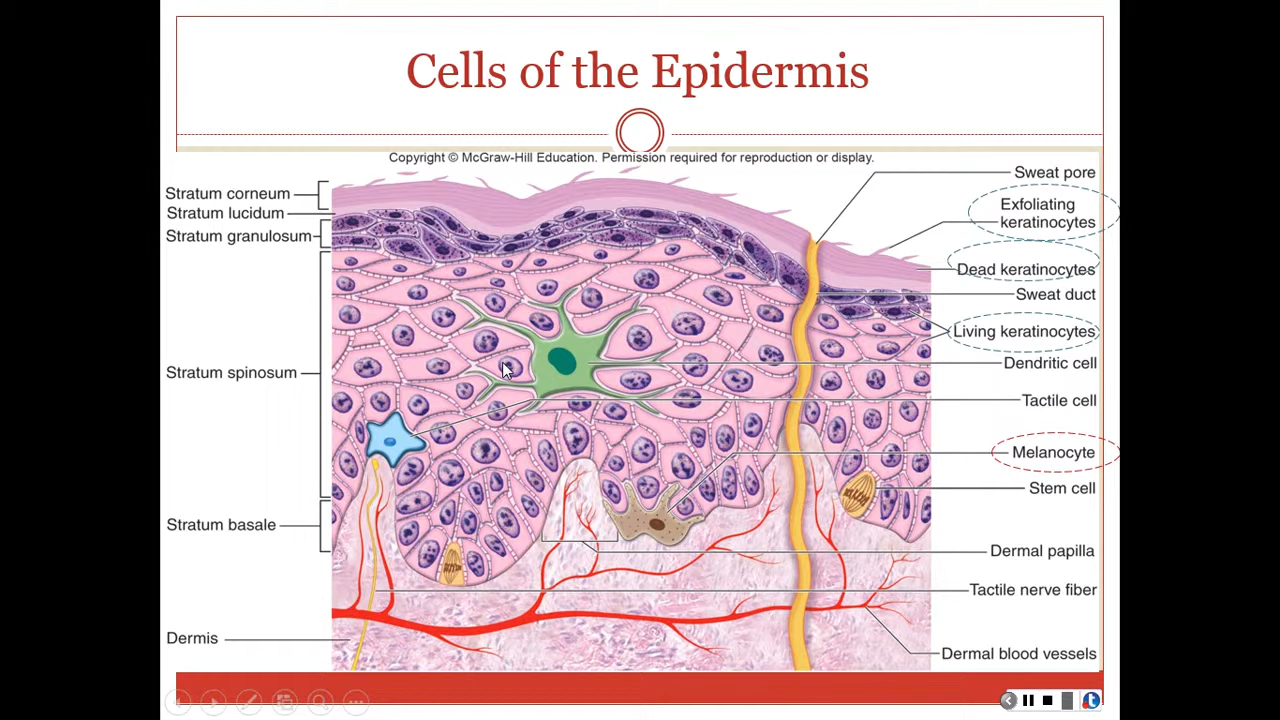 Cells of the Epidermis
Copyright © McGraw-Hill Education. Permission required for reproduction or display.
Stratum corneum
Stratum lucidum
Stratum granulosum
Stratum spinosum
Stratum basale
Dermis
Sweat pore
Exfoliating
keratinocytes
Dead keratinocytes
Sweat duct
Living keratinocytes
Dendritic cell
Tactile cell
Melanocyte
Stem cell
Dermal papilla
Tactile nerve fiber
Dermal blood vessels
t